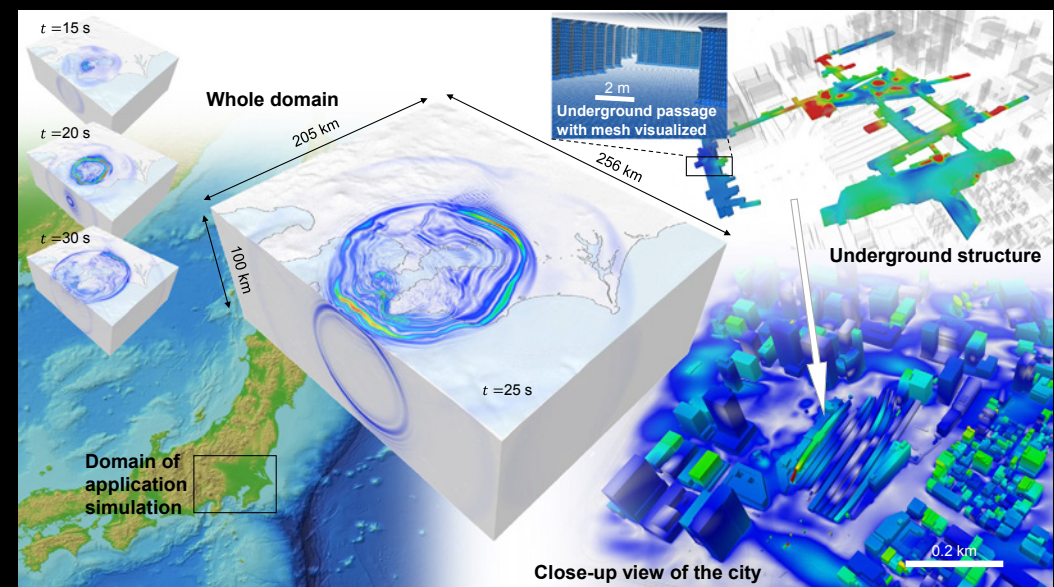 t =15 s
t=20 s
t=30 s
Whole domain
205 km
256 km
100 km
t =25 s
Domain of
application
simulation
2 m
Underground passage
with mesh visualized
Underground structure
0.2 km
Close-up view of the city